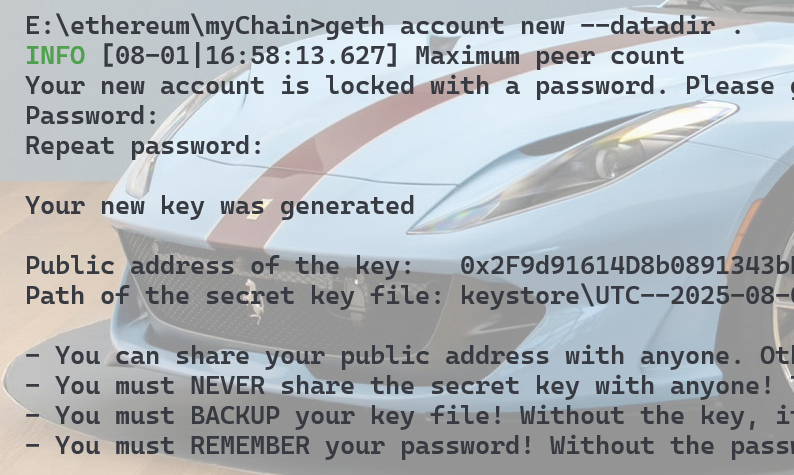 E:\ethereum\myChain>geth account new --datadir .
INFO [08-01|16:58:13.627] Maximum peer count
Your new account is locked with a password. Please
Password:
Repeat password:
Your new key was generated
Public address of the key: 0x2F9d91614D8b0891343b
Path of the secret key file: keystore\UTC--2025-08-
- You can share your public address with anyone.
- You must NEVER share the secret key with anyone!
- You must BACKUP your key file! Without the key,
- You must REMEMBER your password! Without the